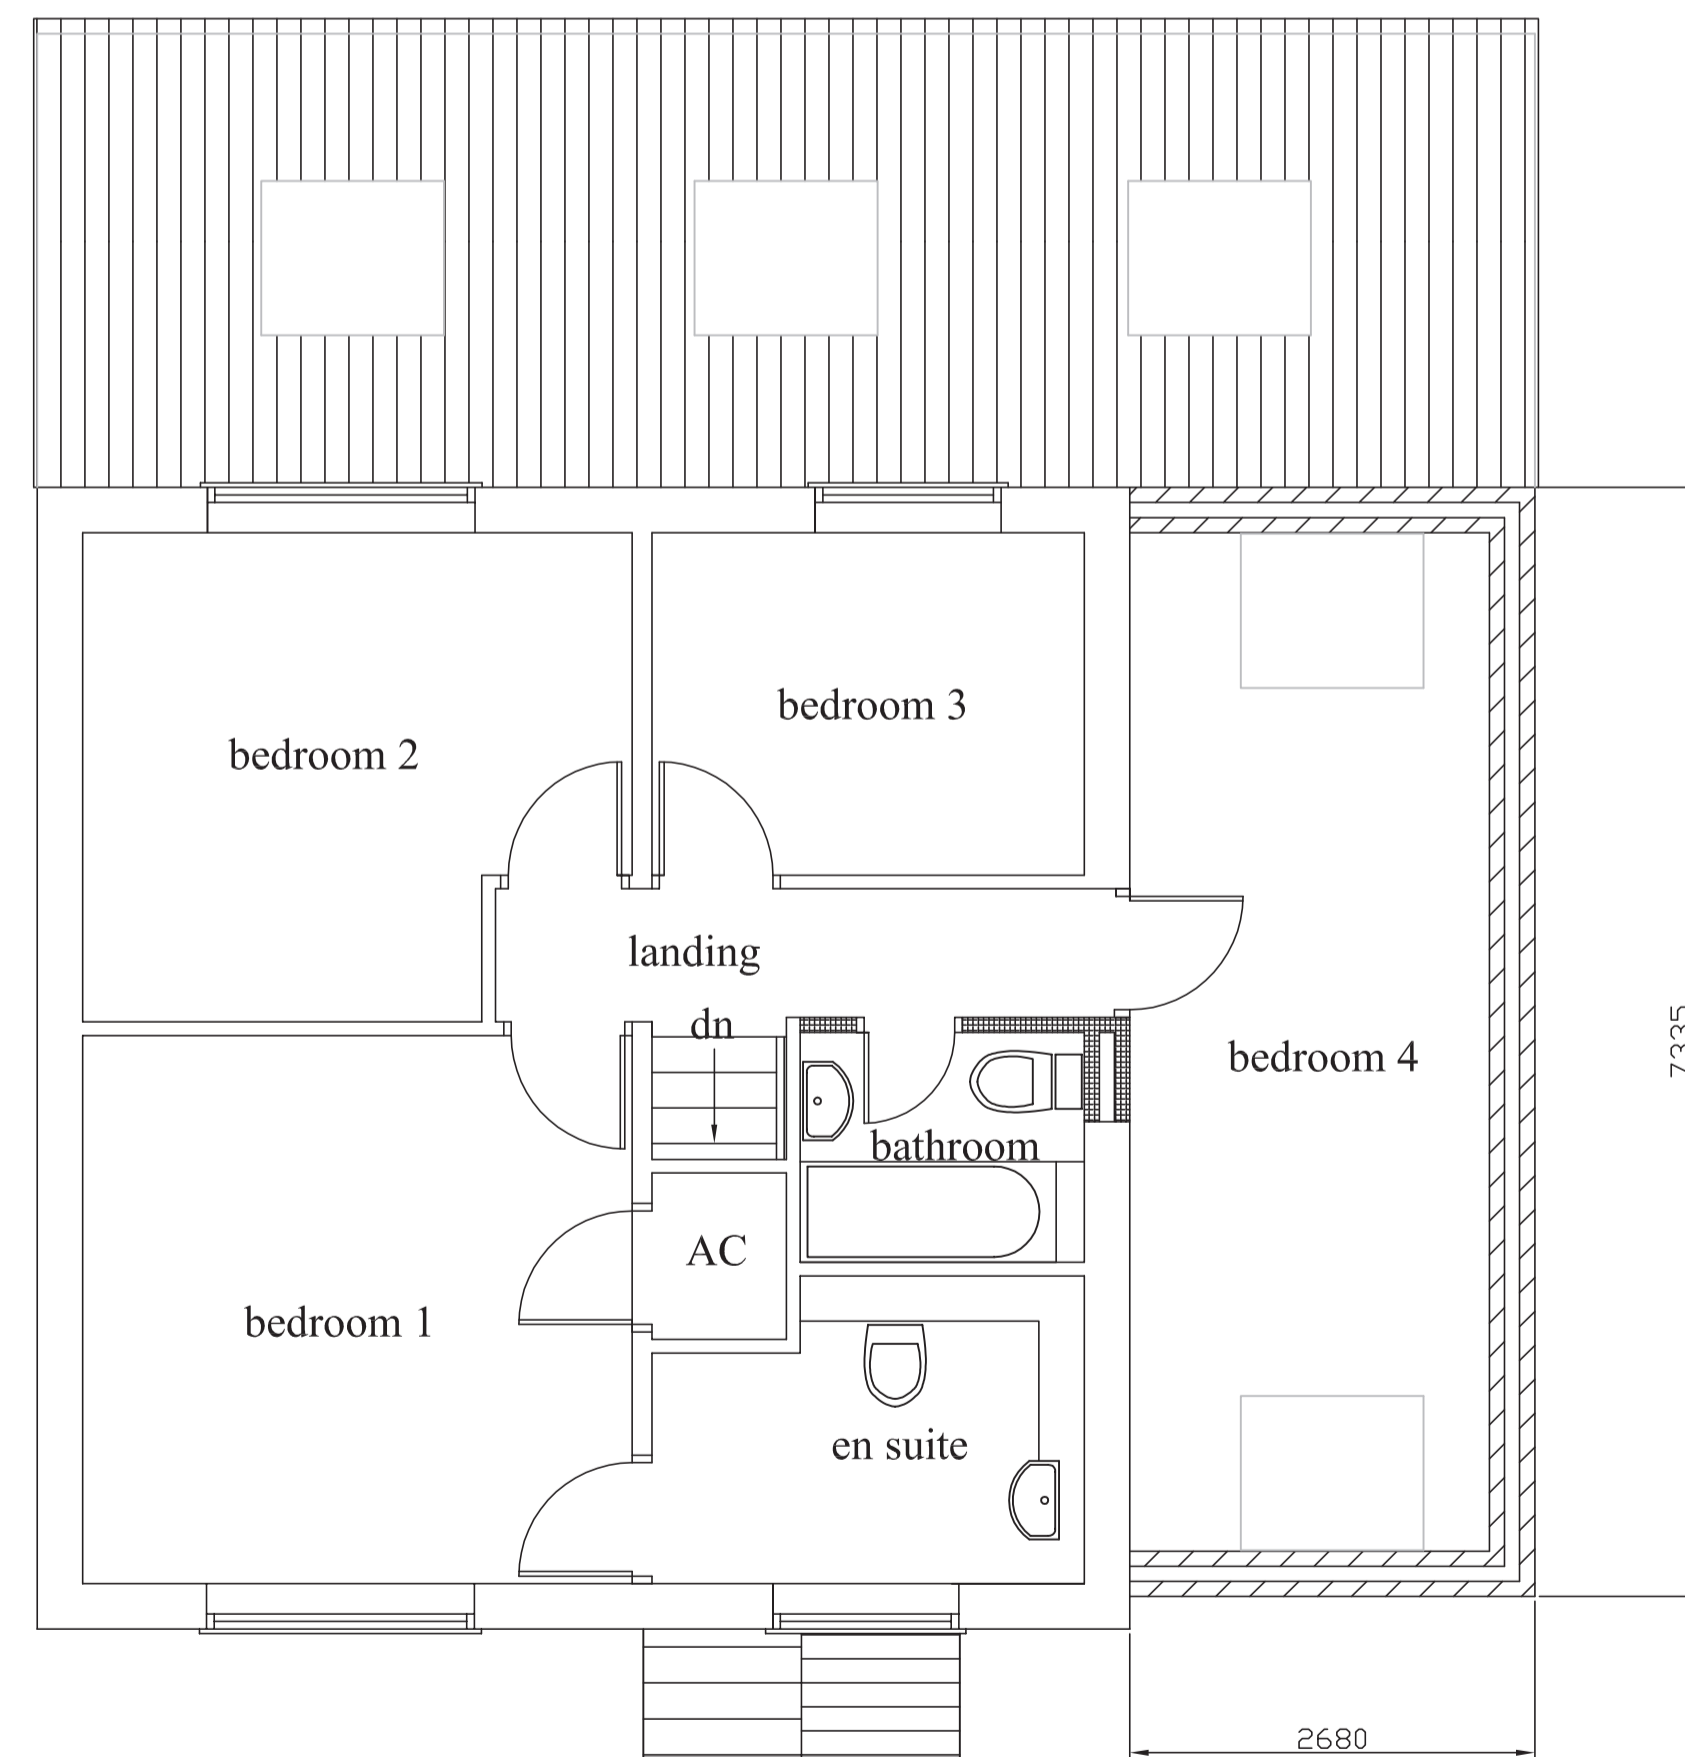 bedroom 3
bedroom 2
landing
dn
bedroom 4
7335
bathroom
AC
bedroom 1
en suite
2680